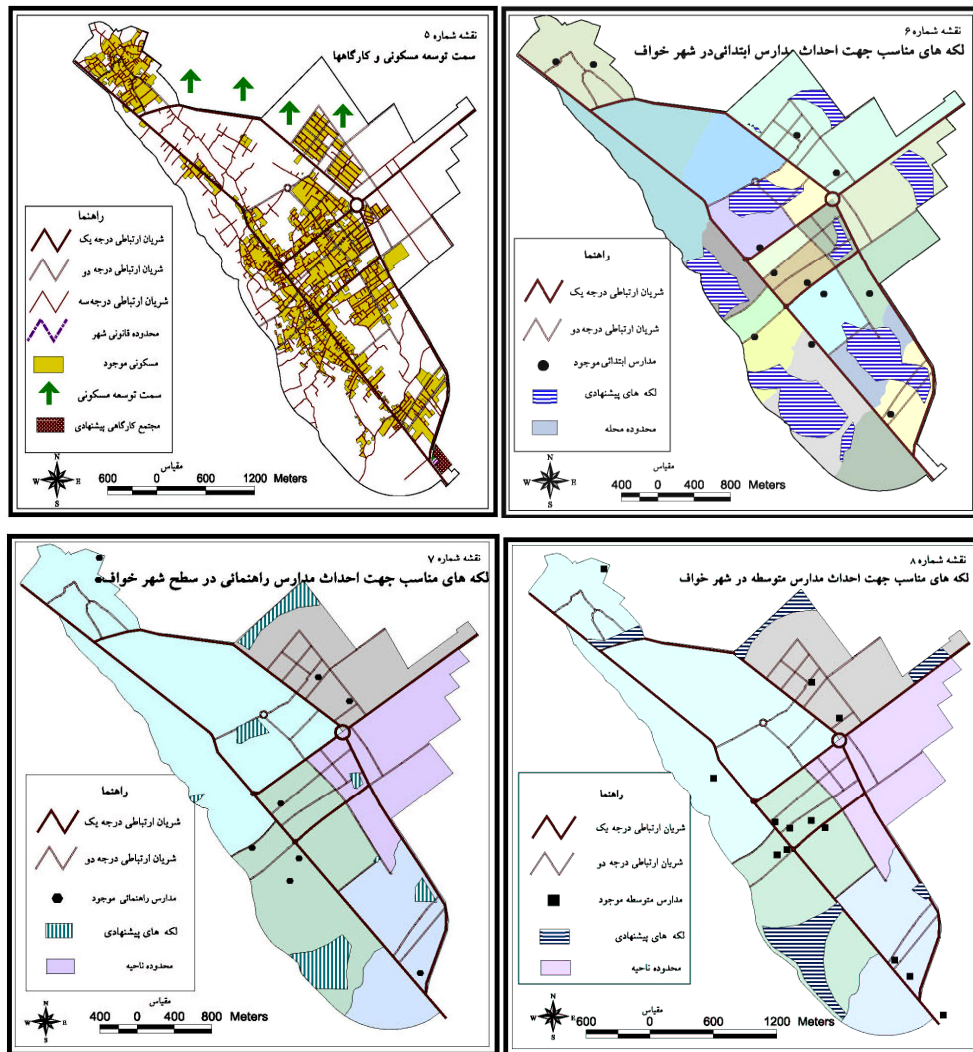 نقشه شماره ۵
سمت توسعه مسکونی و کارگاهها
راهنما
شریان ارتباطی درجه یک
شریان ارتباطی درجه دو
شریان ارتباطی درجه سه
محدوده قانونی شهر
مسکونی موجود
سمت توسعه مسکونی
مجتمع کارگاهی پیشنهادی
N
W E
S
مقیاس
600 0 600 1200 Meters
نقشه شماره ۶
لکه های مناسب جهت احداث مدارس ابتدائی در شهر خواف
راهنما
شریان ارتباطی درجه یک
شریان ارتباطی درجه دو
مدارس ابتدائی موجود
لکه های پیشنهادی
محدوده محله
N
W E
S
مقیاس
400 0 400 800 Meters
نقشه شماره ۷
لکه های مناسب جهت احداث مدارس راهنمائی در سطح شهر خواف
راهنما
شریان ارتباطی درجه یک
شریان ارتباطی درجه دو
مدارس راهنمائی موجود
لکه های پیشنهادی
محدوده ناحیه
N
W E
S
مقیاس
400 0 400 800 Meters
نقشه شماره ۸
لکه های مناسب جهت احداث مدارس متوسطه در شهر خواف
راهنما
شریان ارتباطی درجه یک
شریان ارتباطی درجه دو
مدارس متوسطه موجود
لکه های پیشنهادی
محدوده ناحیه
N
W E
S
مقیاس
600 0 600 1200 Meters